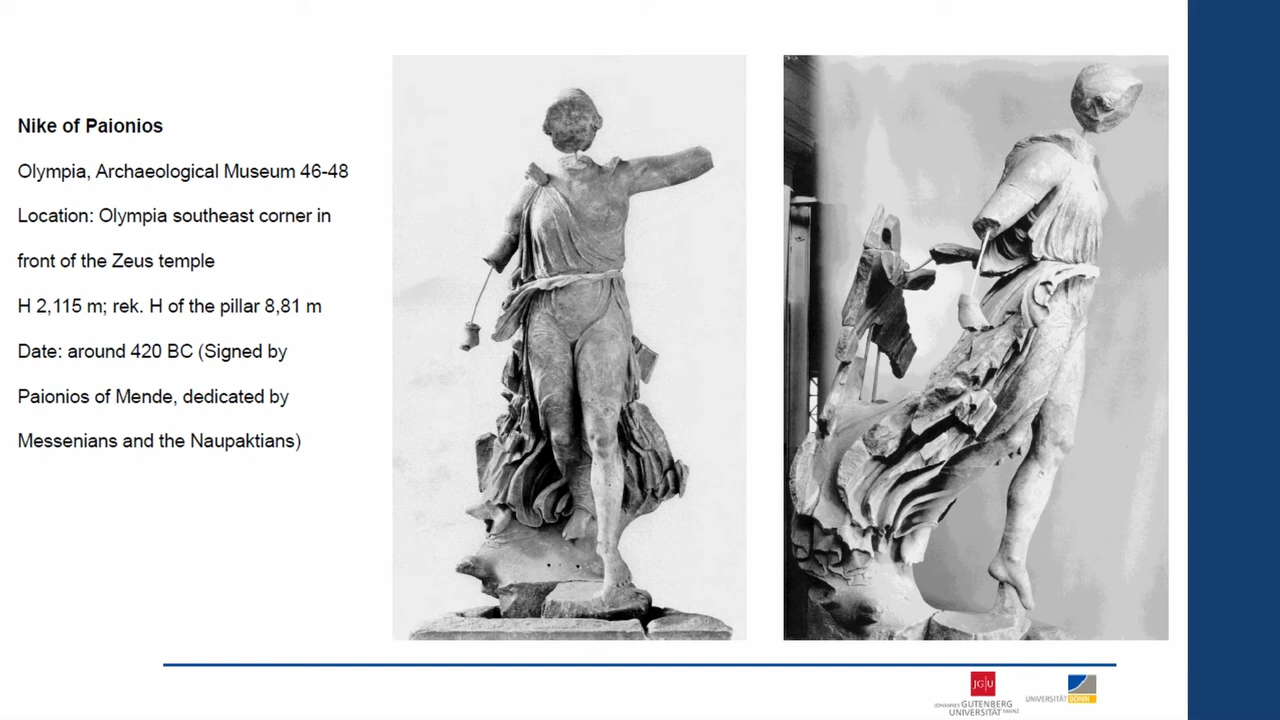 Nike of Paionios
Olympia, Archaeological Museum 46-48
Location: Olympia southeast corner in
front of the Zeus temple
H 2,115 m; rek. H of the pillar 8,81 m
Date: around 420 BC (Signed by
Paionios of Mende, dedicated by
Messenians and the Naupaktians)
JG|U
JOHANNES GUTENBERG
UNIVERSITÄT MAINZ
UNIVERSITÄT BONN